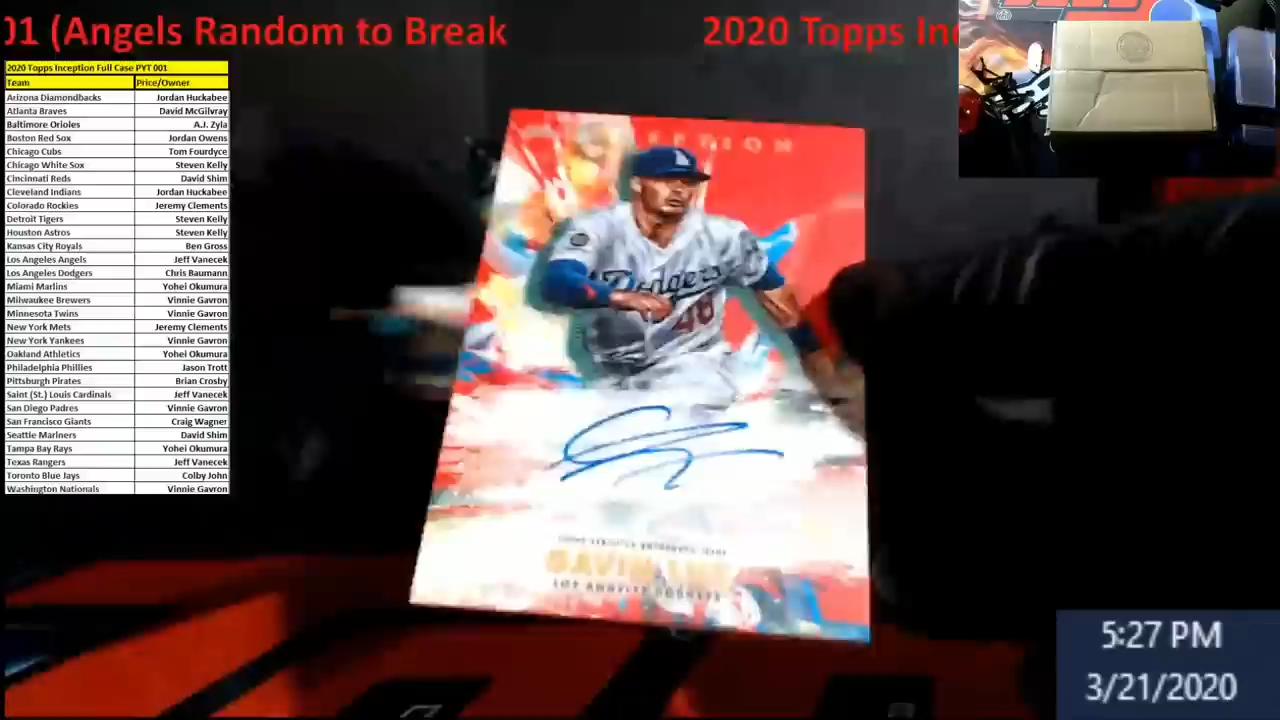 01 (Angels Random to Break
2020 Topps
2020 Topps Inception Full Case PYT 001
Team Price/Owner
Arizona Diamondbacks Jordan Huckabee
Atlanta Braves David McGilvray
Baltimore Orioles A.J. Zyla
Boston Red Sox Jordan Owens
Chicago Cubs Tom Fourdyce
Chicago White Sox Steven Kelly
Cincinnati Reds David Shim
Cleveland Indians Jordan Huckabee
Colorado Rockies Jeremy Clements
Detroit Tigers Steven Kelly
Houston Astros Steven Kelly
Kansas City Royals Ben Gross
Los Angeles Angels Jeff Vanecek
Los Angeles Dodgers Chris Baumann
Miami Marlins Yohei Okumura
Milwaukee Brewers Vinnie Gavron
Minnesota Twins Vinnie Gavron
New York Mets Jeremy Clements
New York Yankees Vinnie Gavron
Oakland Athletics Yohei Okumura
Philadelphia Phillies Jason Trott
Pittsburgh Pirates Brian Crosby
Saint (St.) Louis Cardinals Jeff Vanecek
San Diego Padres Vinnie Gavron
San Francisco Giants Craig Wagner
Seattle Mariners David Shim
Tampa Bay Rays Yohei Okumura
Texas Rangers Jeff Vanecek
Toronto Blue Jays Colby John
Washington Nationals Vinnie Gavron
Dodgers
48
GAVIN LUX
LOS ANGELES DODGERS
5:27 PM
3/21/2020